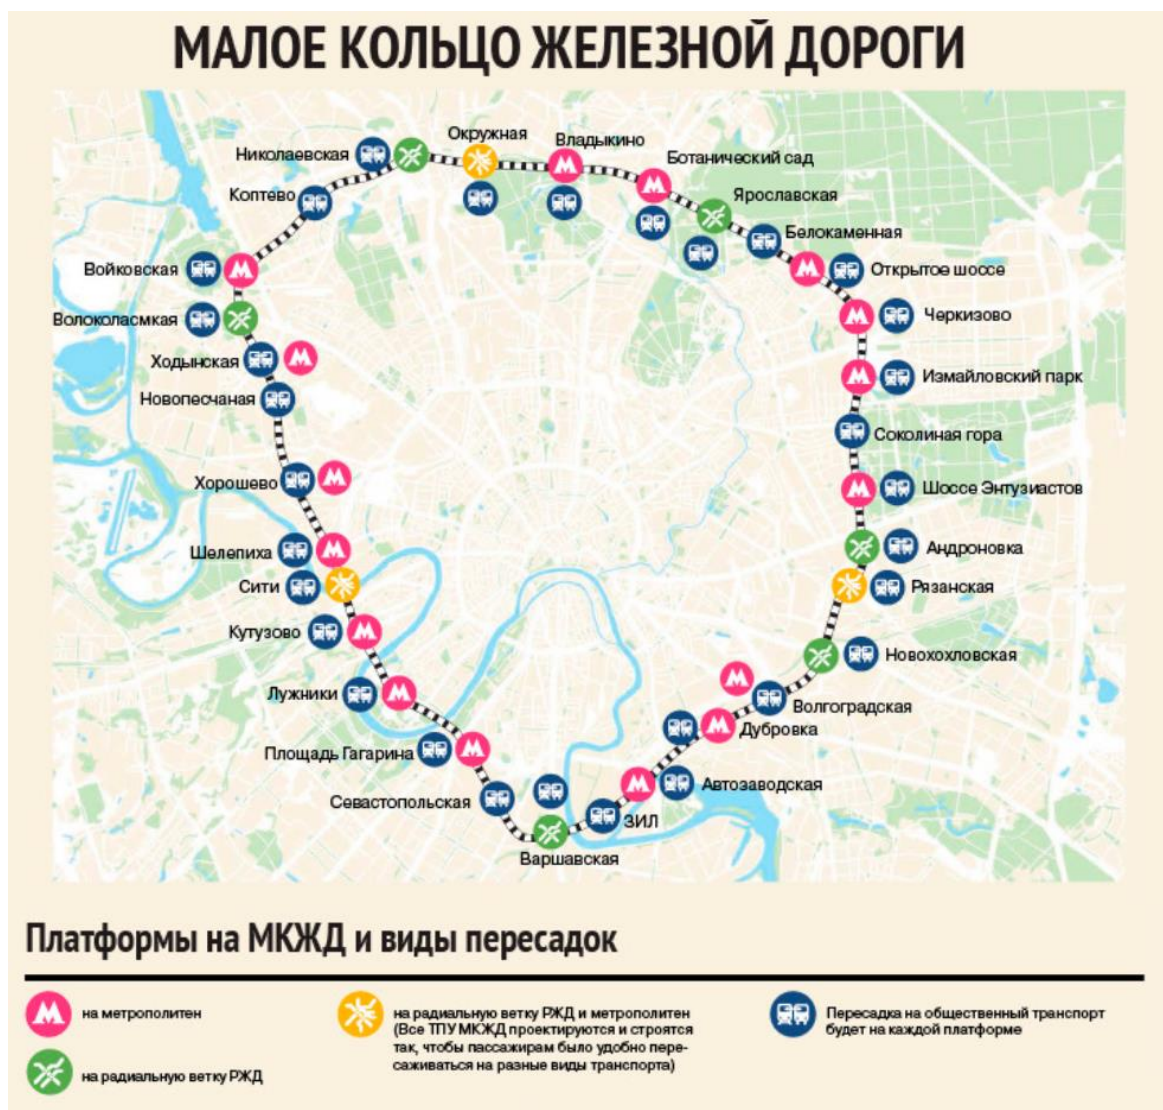 МАЛОЕ КОЛЬЦО ЖЕЛЕЗНОЙ ДОРОГИ
Окружная
Владыкино
Николаевская
Ботанический сад
Коптево
Ярославская
Белокаменная
Войковская
Открытое шоссе
Волоколасмкая
Черкизово
Ходынская
Измайловский парк
Новопесчаная
Соколиная гора
Хорошево
Шоссе Энтузиастов
Шелепиха
Андроновка
Сити
Рязанская
Кутузово
Новохохловская
Лужники
Волгоградская
Дубровка
Площадь Гагарина
Автозаводская
Севастопольская
ЗИЛ
Варшавская
Платформы на МКЖД и виды пересадок
на метрополитен
на радиальную ветку РЖД
на радиальную ветку РЖД и метрополитен
(Все ТПУ МКЖД проектируются и строятся
так, чтобы пассажирам было удобно пере-
саживаться на разные виды транспорта)
Пересадка на общественный транспорт
будет на каждой платформе